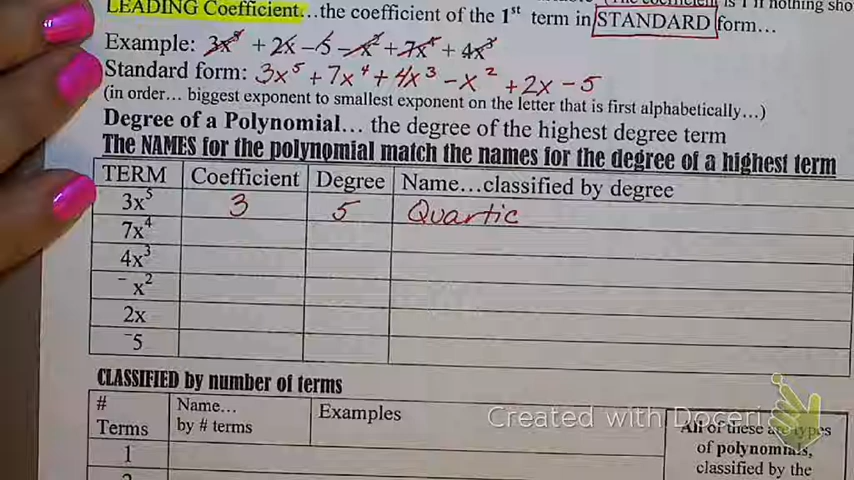 LEADING Coefficient...the coefficient of the 1st term in STANDARD form...
Example: 3x⁵ + 2x - 5 - x² + 7x⁴ + 4x³
Standard form: 3x⁵ + 7x⁴ + 4x³ - x² + 2x - 5
(in order... biggest exponent to smallest exponent on the letter that is first alphabetically...)
Degree of a Polynomial... the degree of the highest degree term
The NAMES for the polynomial match the names for the degree of a highest term
TERM Coefficient Degree Name...classified by degree
3x⁵ 3 5 Quartic
7x⁴
4x³
⁻x²
2x
⁻5
CLASSIFIED by number of terms
# Terms Name... by # terms Examples
1
Created with Doceri
All of these are types
of polynomials,
classified by the